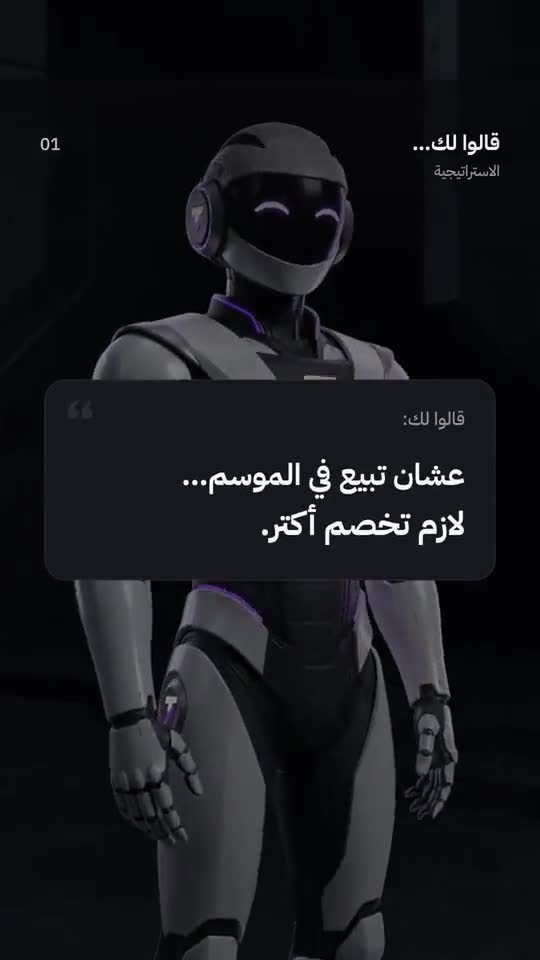 قالوا لك...
01
الاستراتيجية
قالوا لك:
عشان تبيع في الموسم...
لازم تخصم أكتر.